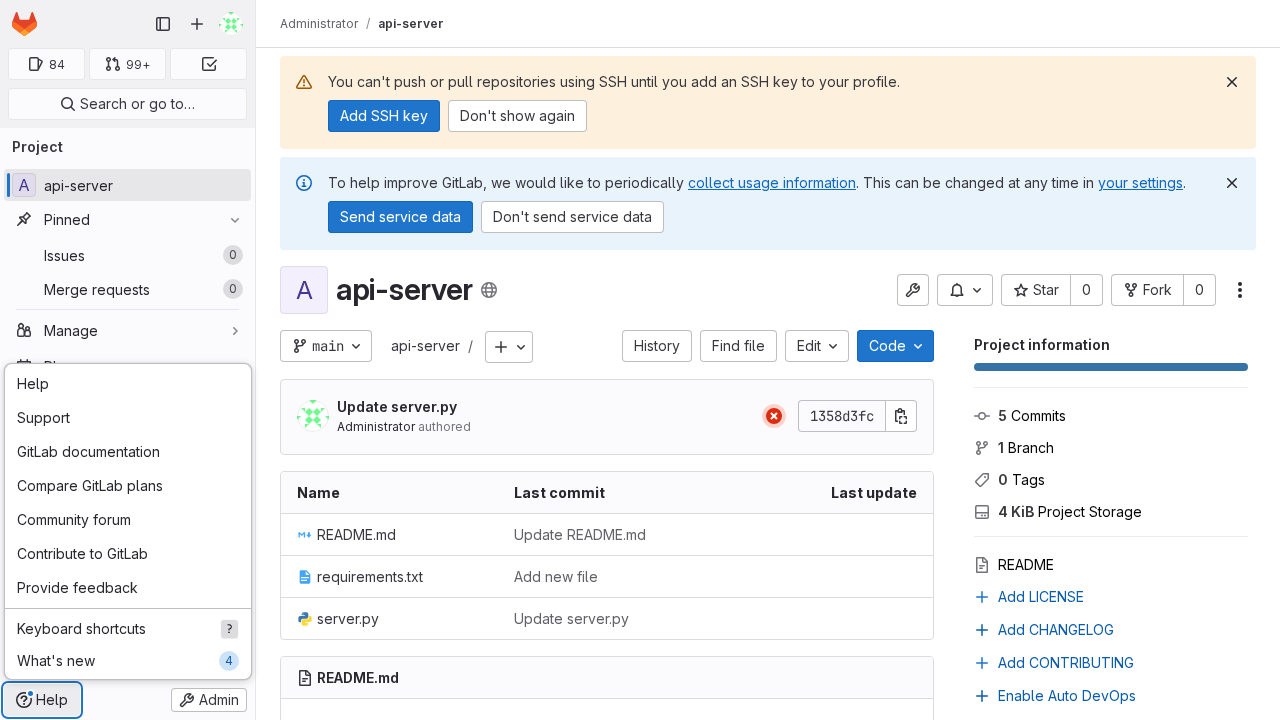 Administrator / api-server
84 99+
Search or go to…
Project
A api-server
Pinned
Issues 0
Merge requests 0
Manage
Help
Support
GitLab documentation
Compare GitLab plans
Community forum
Contribute to GitLab
Provide feedback
Keyboard shortcuts ?
What's new 4
Help Admin
You can't push or pull repositories using SSH until you add an SSH key to your profile.
Add SSH key Don't show again
To help improve GitLab, we would like to periodically collect usage information. This can be changed at any time in your settings.
Send service data Don't send service data
A api-server
Star 0 Fork 0
main api-server / History Find file Edit Code
Update server.py
Administrator authored
1358d3fc
Name Last commit Last update
README.md Update README.md
requirements.txt Add new file
server.py Update server.py
README.md
Project information
5 Commits
1 Branch
0 Tags
4 KiB Project Storage
README
Add LICENSE
Add CHANGELOG
Add CONTRIBUTING
Enable Auto DevOps